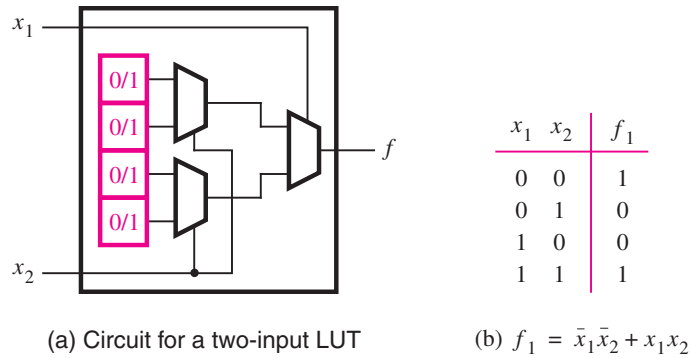 x₁
0/1
0/1
0/1
0/1
f
x₂
(a) Circuit for a two-input LUT
x₁ x₂ f₁
0 0 1
0 1 0
1 0 0
1 1 1
(b) f₁ = x̄₁x̄₂ + x₁x₂